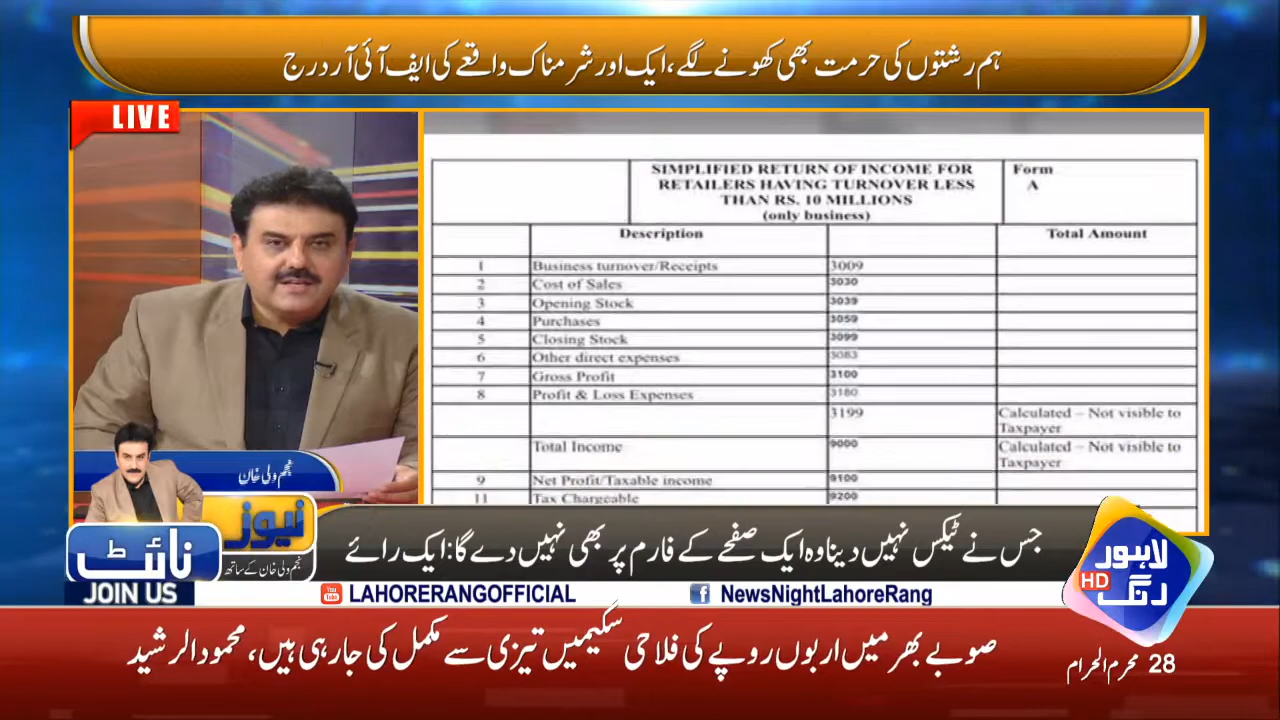 ہم رشتوں کی حرمت بھی کھونے لگے، ایک اور شرمناک واقعے کی ایف آئی آر درج
LIVE
SIMPLIFIED RETURN OF INCOME FOR
RETAILERS HAVING TURNOVER LESS
THAN RS. 10 MILLIONS
(only business)
Form
A
Description
Total Amount
1 Business turnover/Receipts 3009
2 Cost of Sales 3030
3 Opening Stock 3039
4 Purchases 3059
5 Closing Stock 3099
6 Other direct expenses 3083
7 Gross Profit 3100
8 Profit & Loss Expenses 3180
3199 Calculated – Not visible to
Taxpayer
Total Income 9000 Calculated – Not visible to
Taxpayer
9 Net Profit/Taxable income 9100
11 Tax Chargeable 9200
نجم ولی خان
نیوز
نائٹ
نجم ولی خان کے ساتھ
جس نے ٹیکس نہیں دینا وہ ایک صفحے کے فارم پر بھی نہیں دے گا: ایک رائے
JOIN US
You Tube
LAHORERANGOFFICIAL
f
NewsNightLahoreRang
لاہور
رنگ
HD
صوبے بھر میں اربوں روپے کی فلاحی سکیمیں تیزی سے مکمل کی جا رہی ہیں، محمود الرشید
28 محرم الحرام